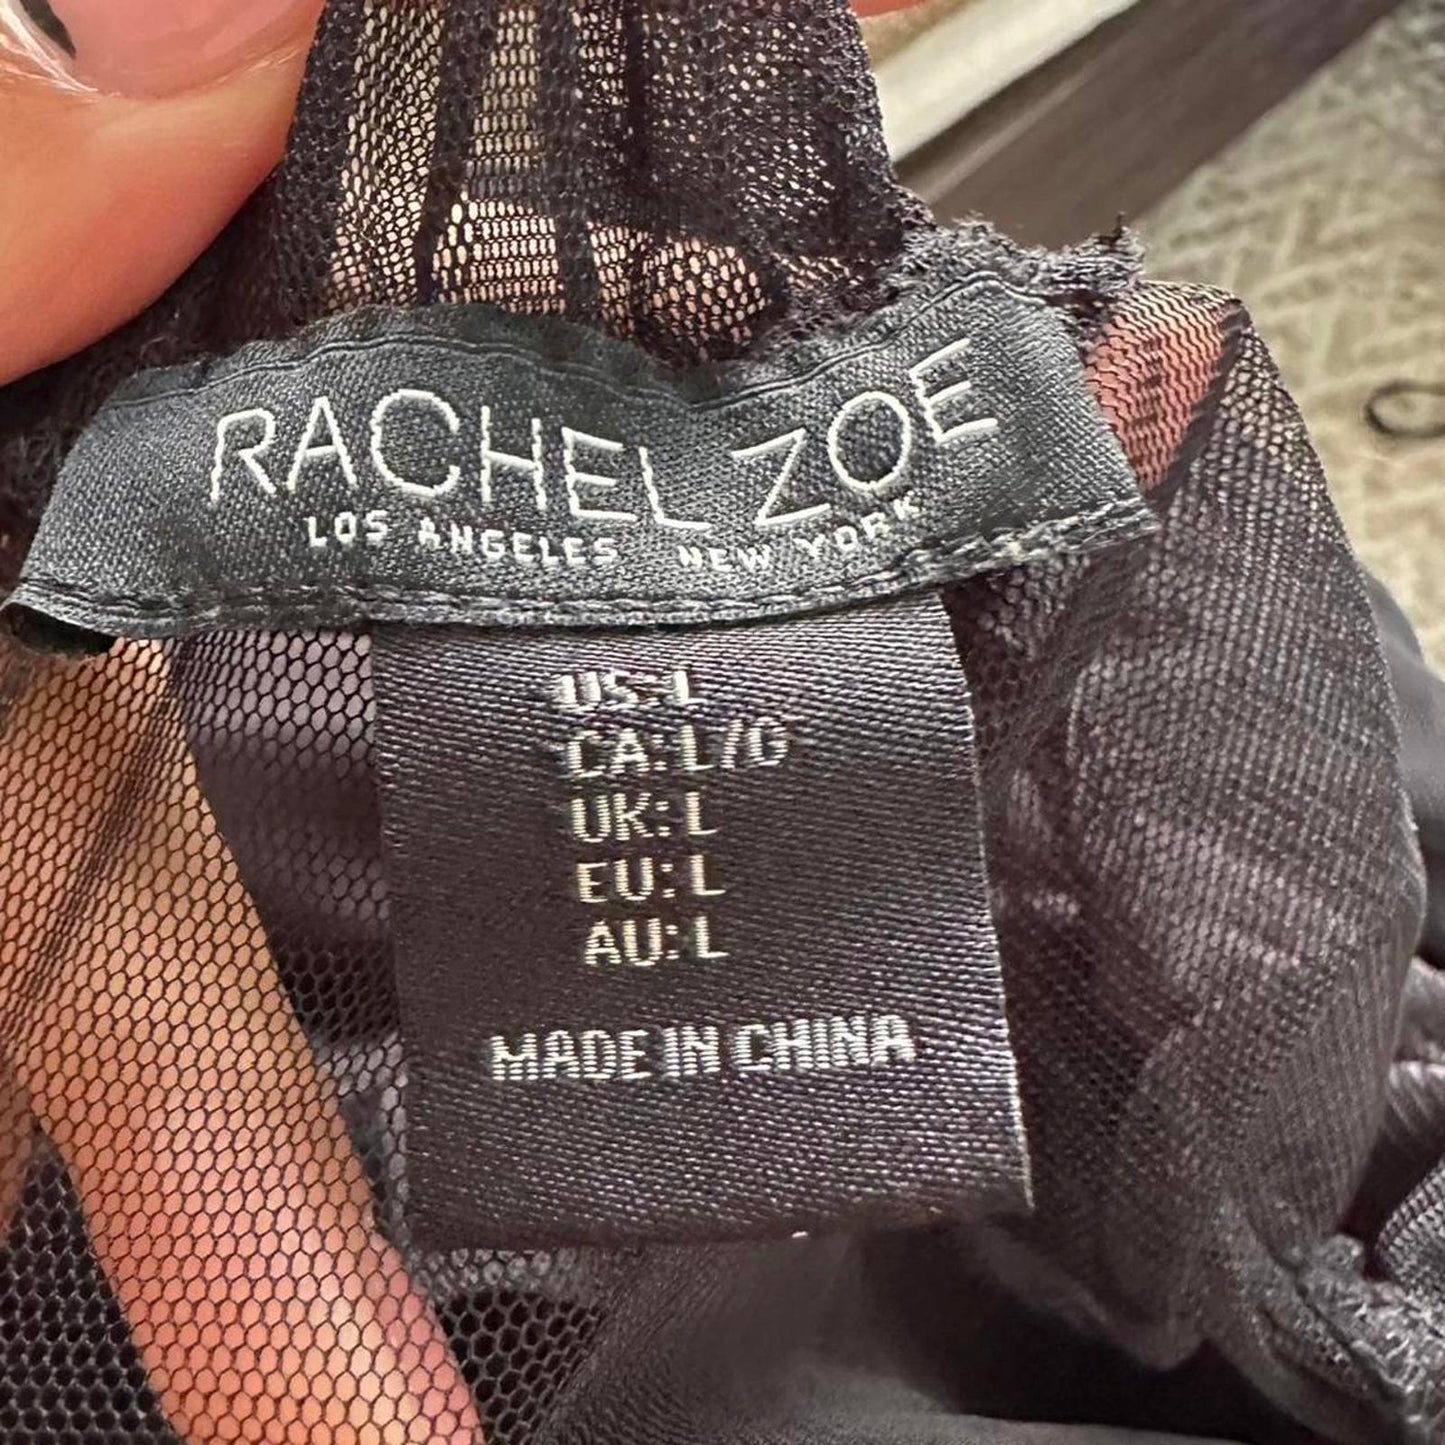 RACHEL ZOE
LOS ANGELES NEW YORK
US: L
CA: L/G
UK: L
EU: L
AU: L
MADE IN CHINA